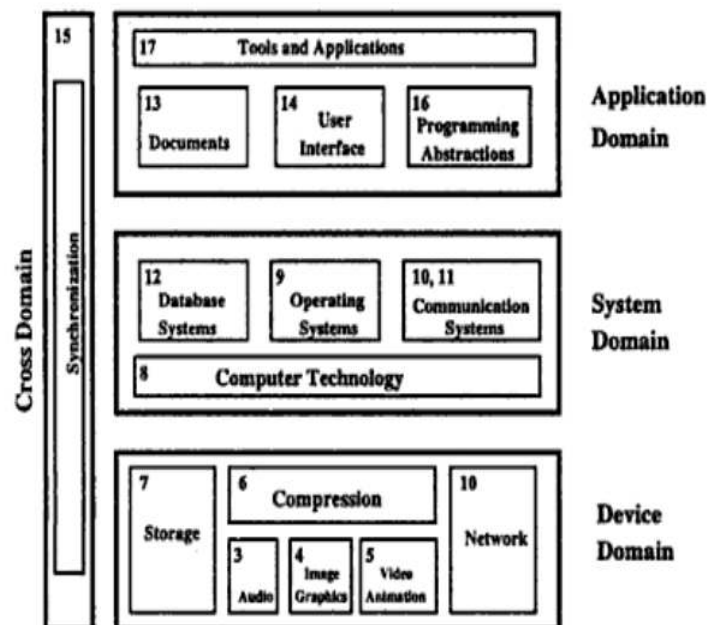 15
Cross Domain
Synchronization
17 Tools and Applications
13
Documents
14
User
Interface
16
Programming
Abstractions
Application
Domain
12
Database
Systems
9
Operating
Systems
10, 11
Communication
Systems
8 Computer Technology
System
Domain
7
Storage
6
Compression
3
Audio
4
Image
Graphics
5
Video
Animation
10
Network
Device
Domain